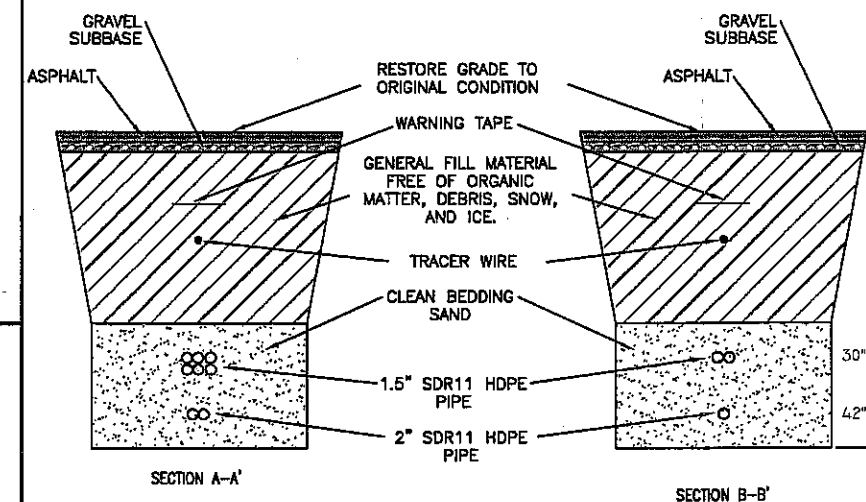 GRAVEL
SUBBASE
ASPHALT
RESTORE GRADE TO
ORIGINAL CONDITION
WARNING TAPE
GENERAL FILL MATERIAL
FREE OF ORGANIC
MATTER, DEBRIS, SNOW,
AND ICE.
TRACER WIRE
CLEAN BEDDING
SAND
1.5" SDR11 HDPE
PIPE
2" SDR11 HDPE
PIPE
SECTION A-A'
GRAVEL
SUBBASE
ASPHALT
30"
42"
SECTION B-B'